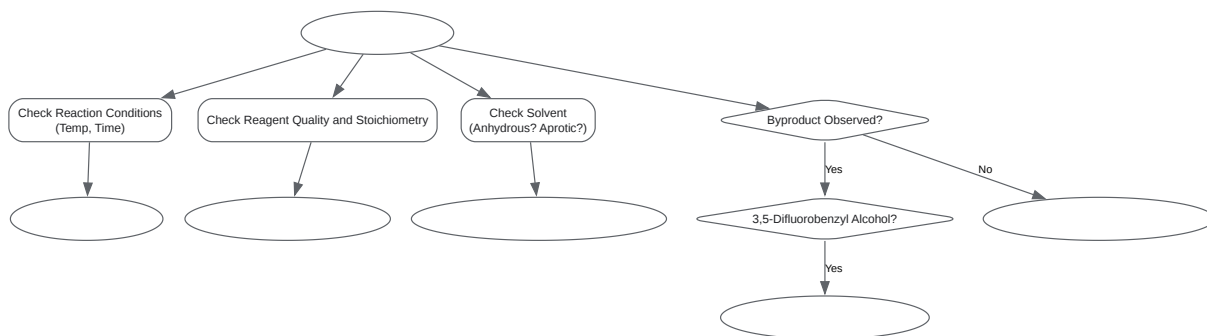 Check Reaction Conditions
(Temp, Time)
Check Reagent Quality and Stoichiometry
Check Solvent
(Anhydrous? Aprotic?)
Byproduct Observed?
Yes
No
3,5-Difluorobenzyl Alcohol?
Yes